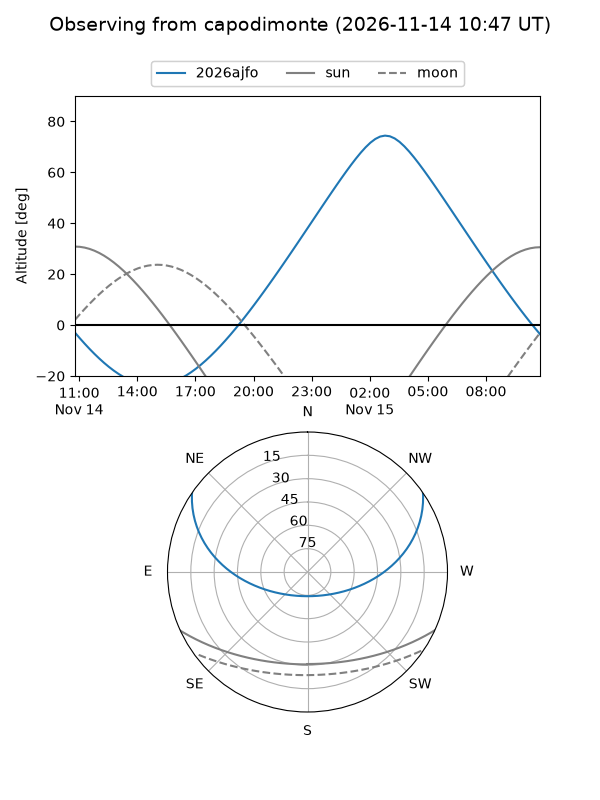 Observing from capodimonte (2026-11-14 10:47 UT)
2026ajfo sun moon
Altitude [deg]
80
60
40
20
0
−20
11:00 14:00 17:00 20:00 23:00 02:00 05:00 08:00
Nov 14 Nov 15
N
NE NW
15
30
45
60
75
E W
SE SW
S